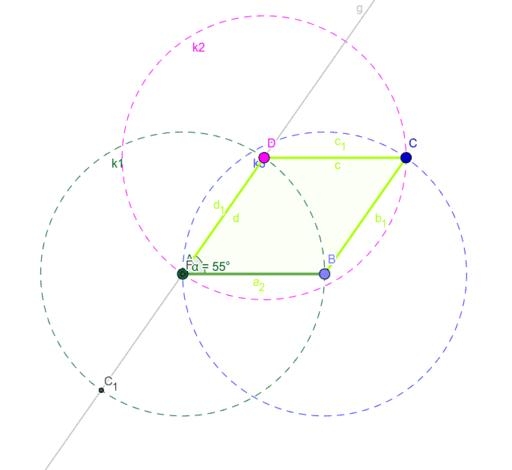 g
k2
D
c₁
C
k1
k3
c
d₁
d
b₁
A
B
α = 55°
a₂
C₁